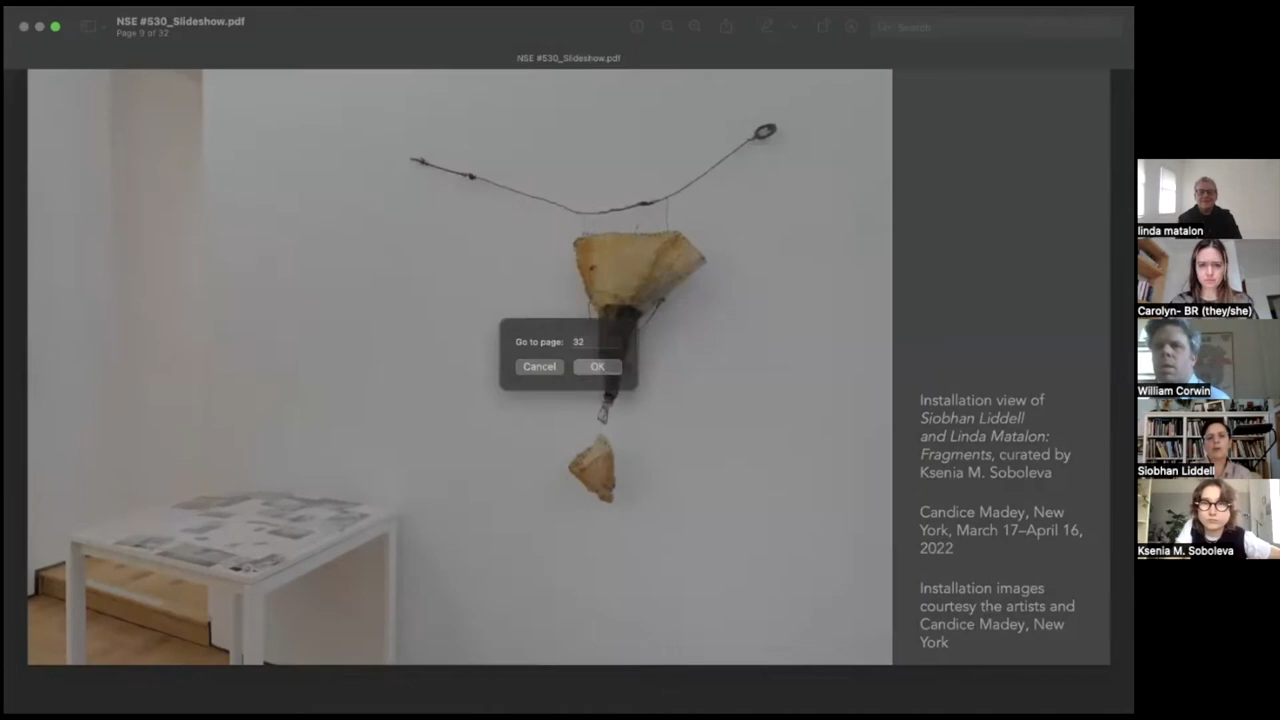 NSE #530_Slideshow.pdf
Page 9 of 32
Search
NSE #530_Slideshow.pdf
Go to page: 32
Cancel
OK
Installation view of
Siobhan Liddell
and Linda Matalon:
Fragments, curated by
Ksenia M. Soboleva
Candice Madey, New
York, March 17–April 16,
2022
Installation images
courtesy the artists and
Candice Madey, New
York
linda matalon
Carolyn- BR (they/she)
William Corwin
Siobhan Liddell
Ksenia M. Soboleva